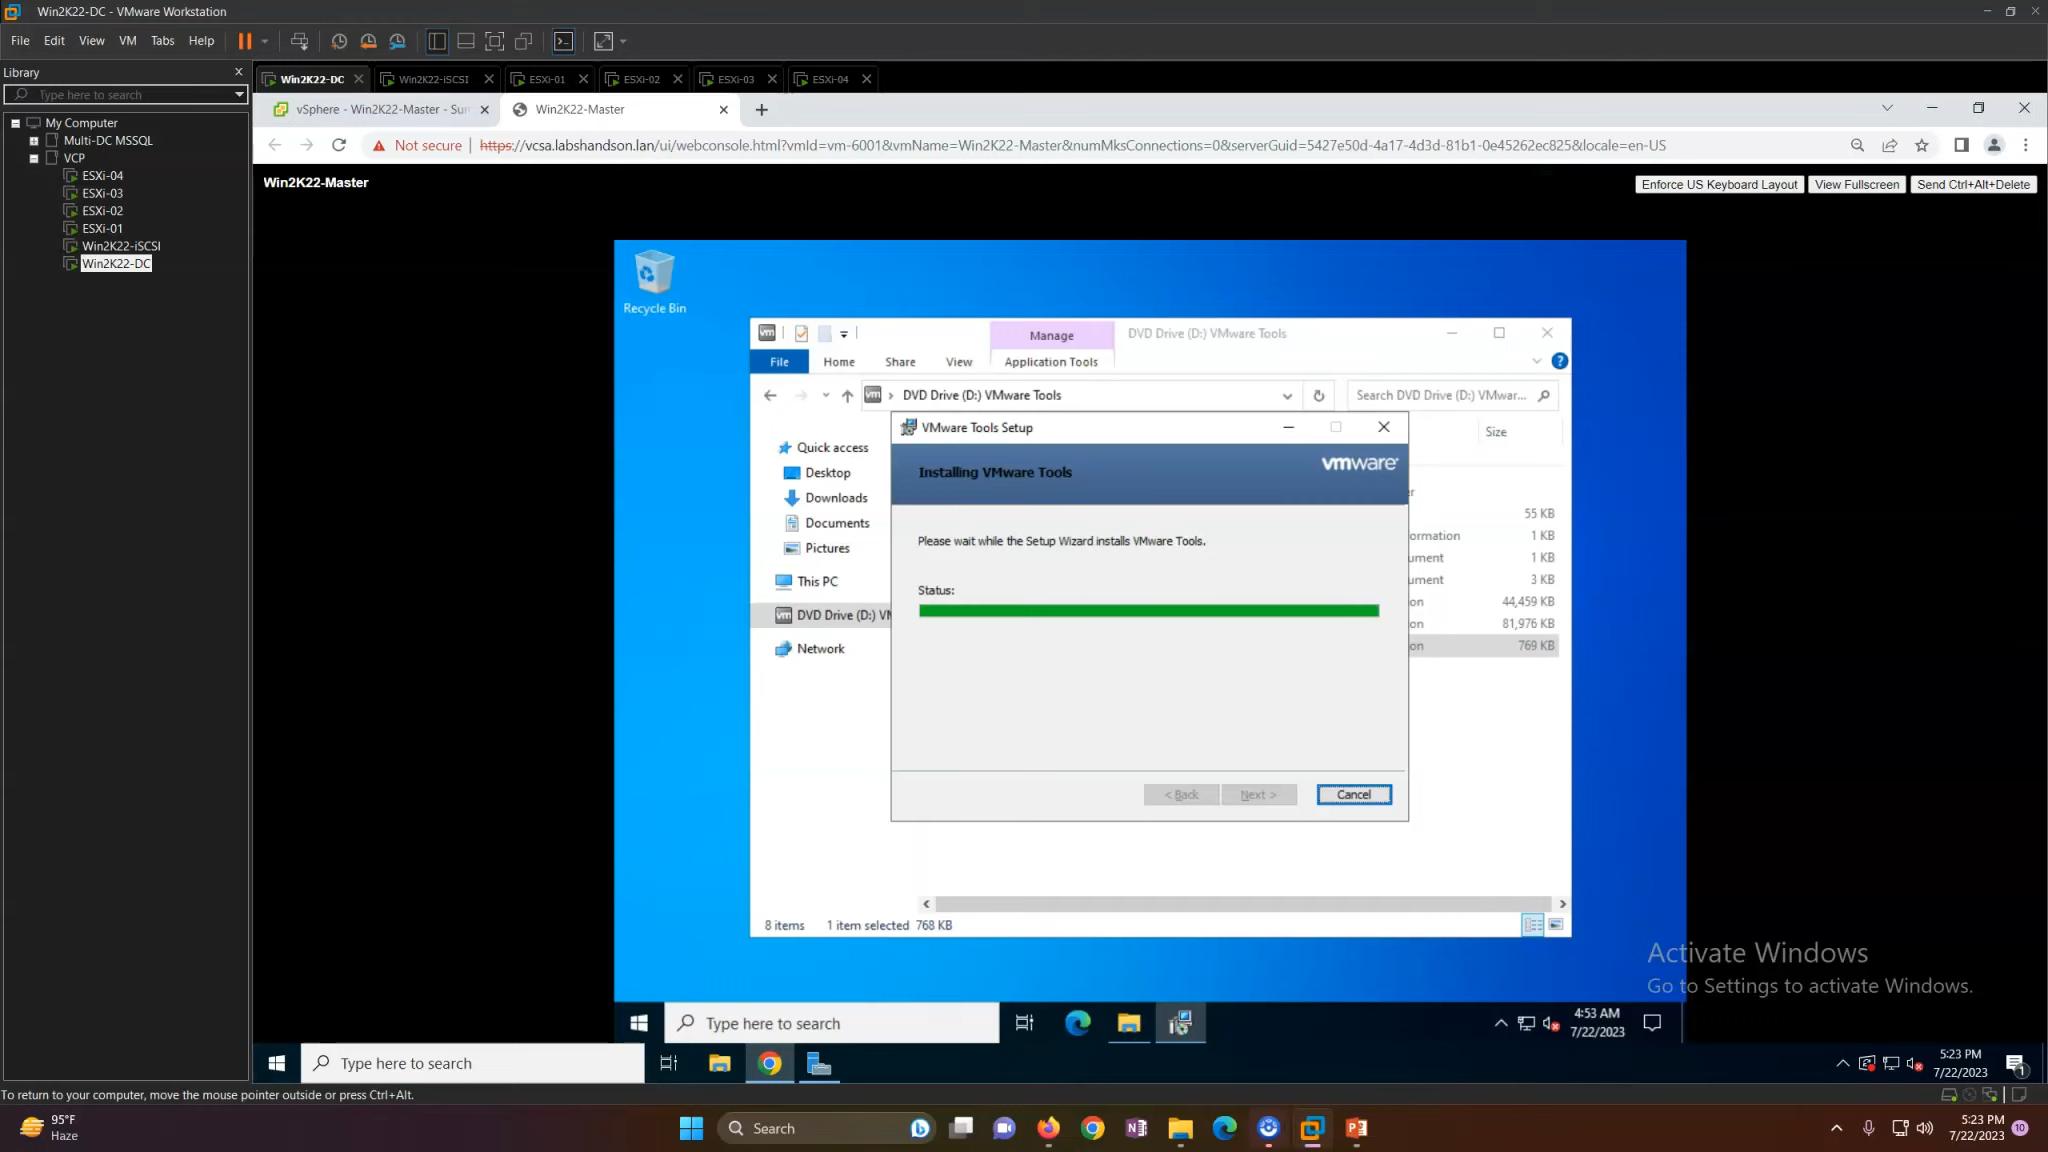 Win2K22-DC - VMware Workstation
File Edit View VM Tabs Help
Library
Type here to search
My Computer
Multi-DC MSSQL
VCP
ESXi-04
ESXi-03
ESXi-02
ESXi-01
Win2K22-iSCSI
Win2K22-DC
Win2K22-DC Win2K22-iSCSI ESXi-01 ESXi-02 ESXi-03 ESXi-04
vSphere - Win2K22-Master - Sum Win2K22-Master
Not secure https://vcsa.labshandson.lan/ui/webconsole.html?vmId=vm-6001&vmName=Win2K22-Master&numMksConnections=0&serverGuid=5427e50d-4a17-4d3d-81b1-0e45262ec825&locale=en-US
Win2K22-Master
Enforce US Keyboard Layout View Fullscreen Send Ctrl+Alt+Delete
Recycle Bin
Manage DVD Drive (D:) VMware Tools
File Home Share View Application Tools
DVD Drive (D:) VMware Tools Search DVD Drive (D:) VMwar...
Size
Quick access
Desktop
Downloads
Documents
Pictures
This PC
DVD Drive (D:) VM
Network
VMware Tools Setup
Installing VMware Tools
vmware
Please wait while the Setup Wizard installs VMware Tools.
Status:
< Back Next > Cancel
er
55 KB
ormation 1 KB
ument 1 KB
ument 3 KB
on 44,459 KB
on 81,976 KB
on 769 KB
8 items 1 item selected 768 KB
Activate Windows
Go to Settings to activate Windows.
Type here to search
4:53 AM
7/22/2023
Type here to search
5:23 PM
7/22/2023
1
To return to your computer, move the mouse pointer outside or press Ctrl+Alt.
95°F
Haze
Search
5:23 PM
7/22/2023
10